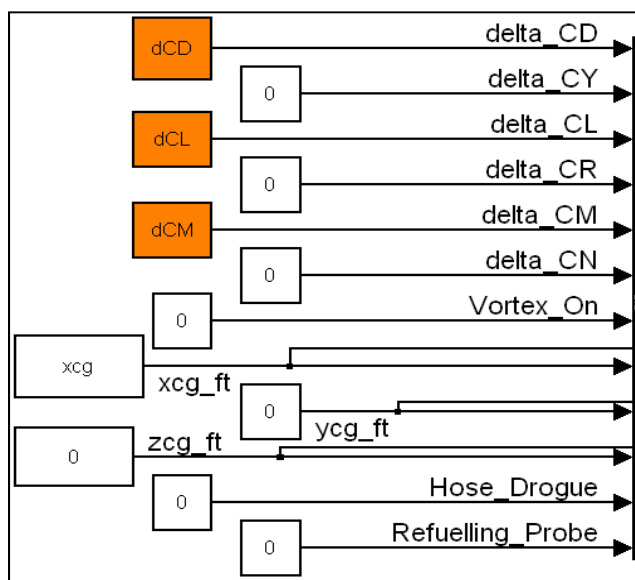 dCD delta_CD
0 delta_CY
dCL delta_CL
0 delta_CR
dCM delta_CM
0 delta_CN
0 Vortex_On
xcg xcg_ft
0 ycg_ft
0 zcg_ft
0 Hose_Drogue
0 Refuelling_Probe